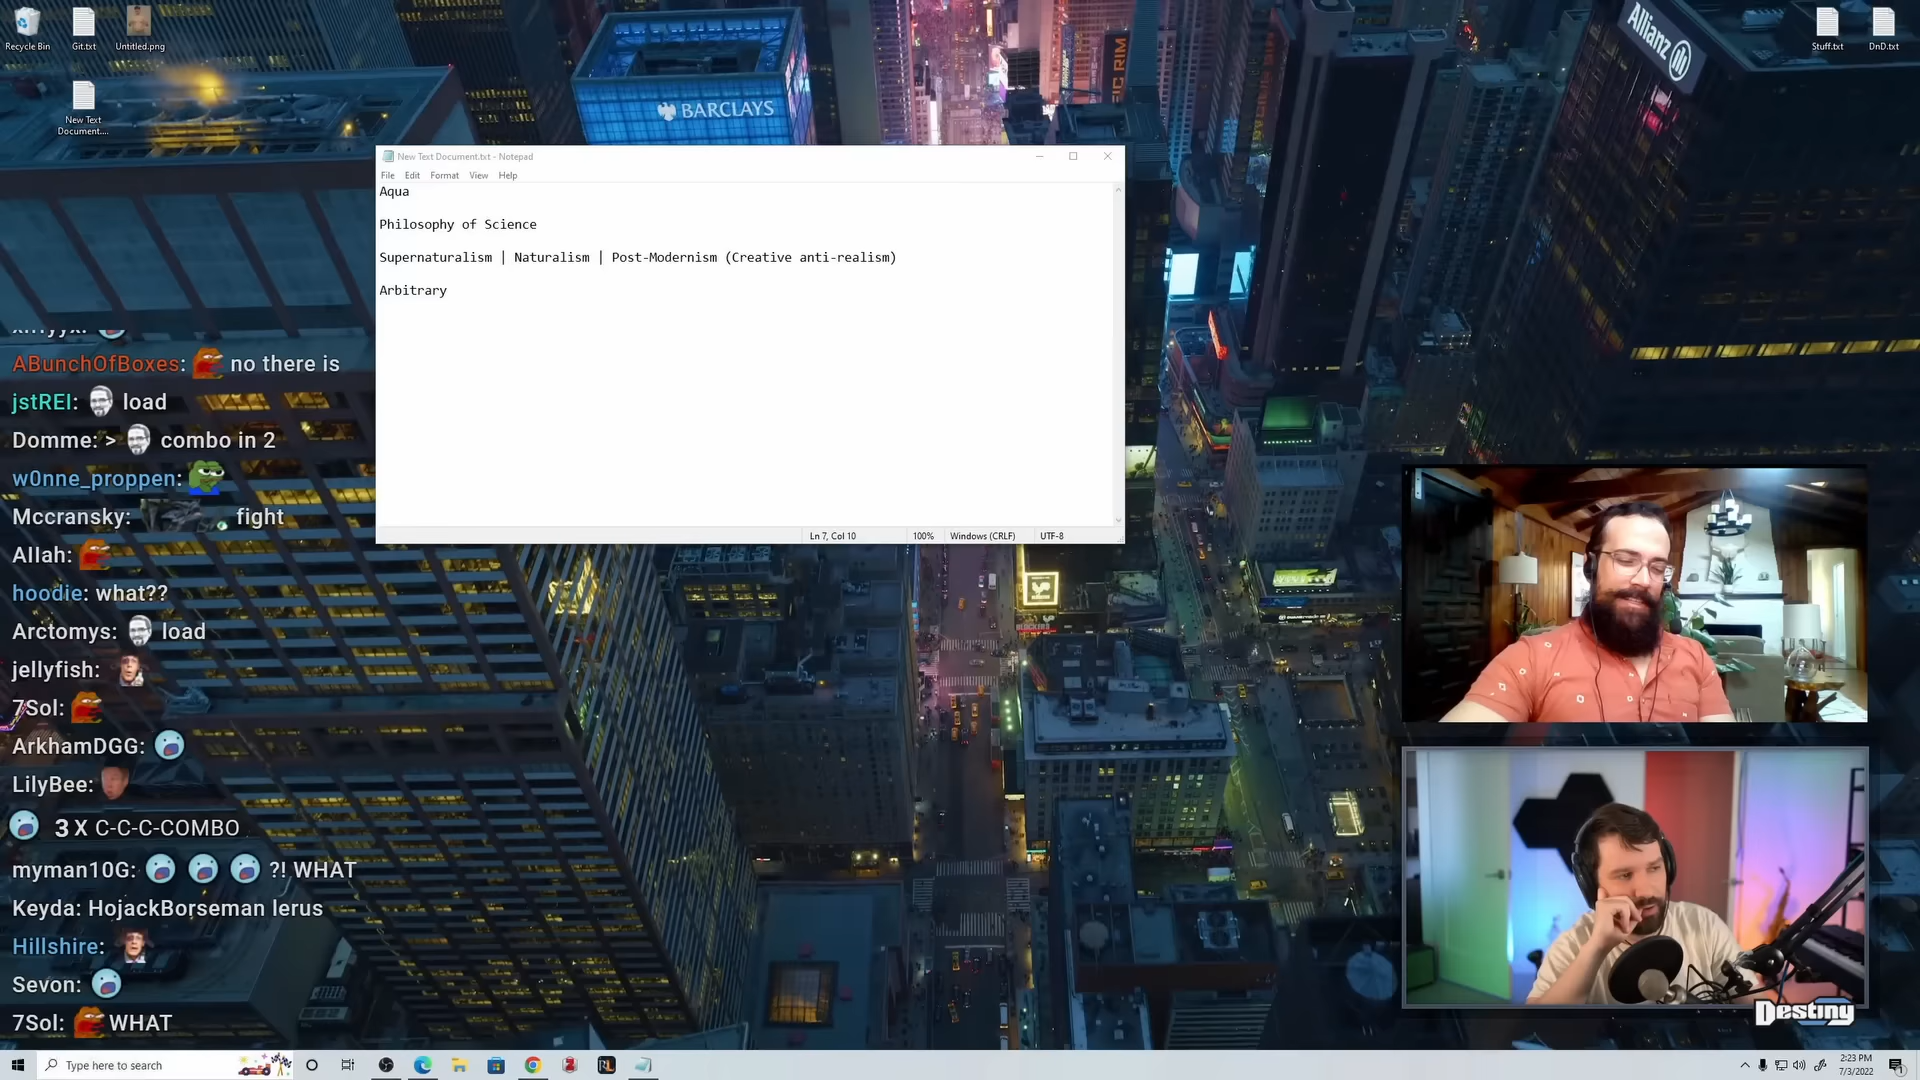 Recycle Bin
Git.txt
Untitled.png
New Text
Document....
Stuff.txt
DnD.txt
BARCLAYS
Allianz
New Text Document.txt - Notepad
File Edit Format View Help
Aqua
Philosophy of Science
Supernaturalism | Naturalism | Post-Modernism (Creative anti-realism)
Arbitrary
Ln 7, Col 10
100%
Windows (CRLF)
UTF-8
ABunchOfBoxes: no there is
jstREI: load
Domme: > combo in 2
w0nne_proppen:
Mccransky: fight
Allah:
hoodie: what??
Arctomys: load
jellyfish:
7Sol:
ArkhamDGG:
LilyBee:
3 X C-C-C-COMBO
myman10G: ?! WHAT
Keyda: HojackBorseman lerus
Hillshire:
Sevon:
7Sol: WHAT
Destiny
Type here to search
2:23 PM
7/3/2022